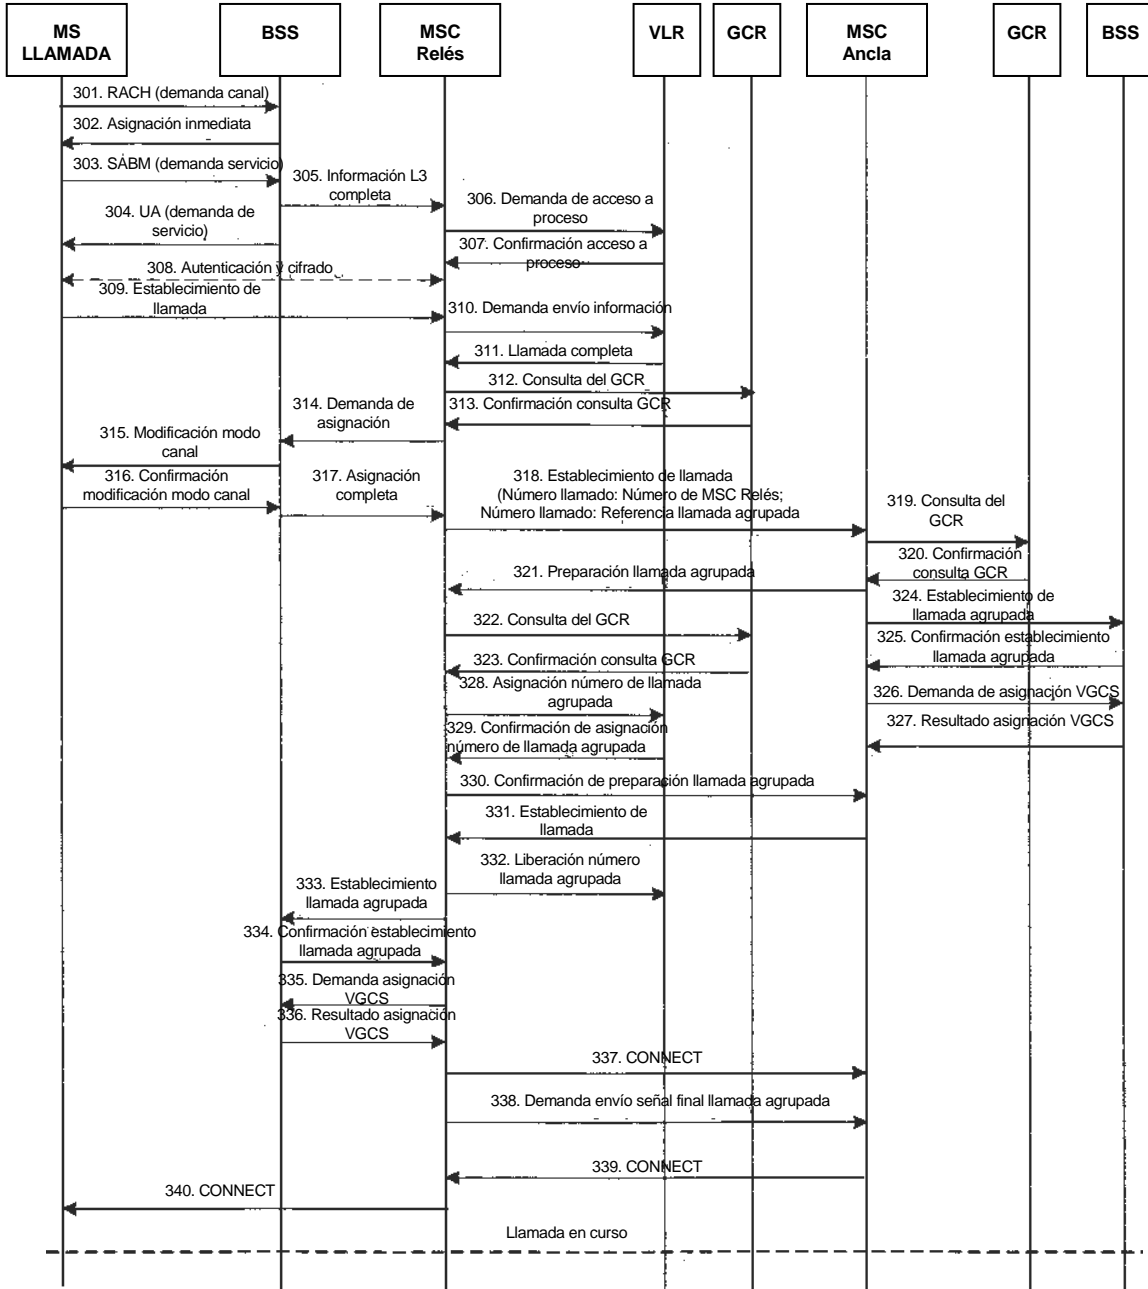 MS
LLAMADA
BSS
MSC
Relés
VLR
GCR
MSC
Ancla
GCR
BSS
301. RACH (demanda canal)
302. Asignación inmediata
303. SABM (demanda servicio)
305. Información L3
completa
304. UA (demanda de
servicio)
306. Demanda de acceso a
proceso
307. Confirmación acceso a
proceso
308. Autenticación y cifrado
309. Establecimiento de
llamada
310. Demanda envío información
311. Llamada completa
312. Consulta del GCR
313. Confirmación consulta GCR
314. Demanda de
asignación
315. Modificación modo
canal
316. Confirmación
modificación modo canal
317. Asignación
completa
318. Establecimiento de llamada
(Número llamado: Número de MSC Relés;
Número llamado: Referencia llamada agrupada
319. Consulta del
GCR
320. Confirmación
consulta GCR
321. Preparación llamada agrupada
324. Establecimiento de
llamada agrupada
322. Consulta del GCR
325. Confirmación establecimiento
llamada agrupada
323. Confirmación consulta GCR
328. Asignación número de llamada
agrupada
326. Demanda de asignación VGCS
327. Resultado asignación VGCS
329. Confirmación de asignación
número de llamada agrupada
330. Confirmación de preparación llamada agrupada
331. Establecimiento de
llamada
332. Liberación número
llamada agrupada
333. Establecimiento
llamada agrupada
334. Confirmación establecimiento
llamada agrupada
335. Demanda asignación
VGCS
336. Resultado asignación
VGCS
337. CONNECT
338. Demanda envío señal final llamada agrupada
339. CONNECT
340. CONNECT
Llamada en curso